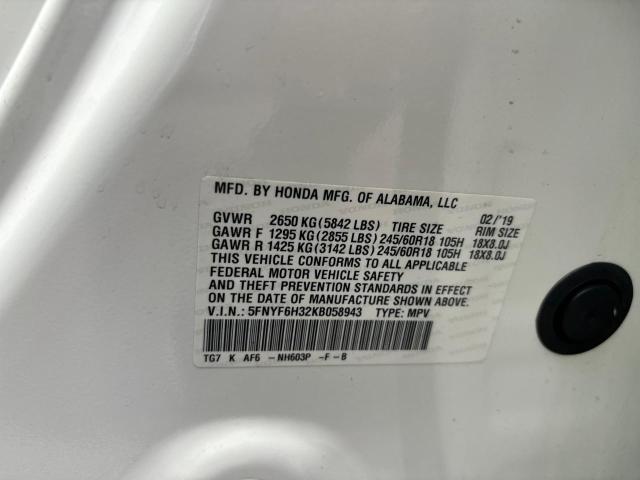 MFD. BY HONDA MFG. OF ALABAMA, LLC
GVWR 2650 KG (5842 LBS) TIRE SIZE 02/'19 RIM SIZE
GAWR F 1295 KG (2855 LBS) 245/60R18 105H 18X8.0J
GAWR R 1425 KG (3142 LBS) 245/60R18 105H 18X8.0J
THIS VEHICLE CONFORMS TO ALL APPLICABLE
FEDERAL MOTOR VEHICLE SAFETY
AND THEFT PREVENTION STANDARDS IN EFFECT
ON THE DATE OF MANUFACTURE SHOWN ABOVE.
V.I.N.: 5FNYF6H32KB058943 TYPE: MPV
TG7 K AF6 -NH603P -F-B